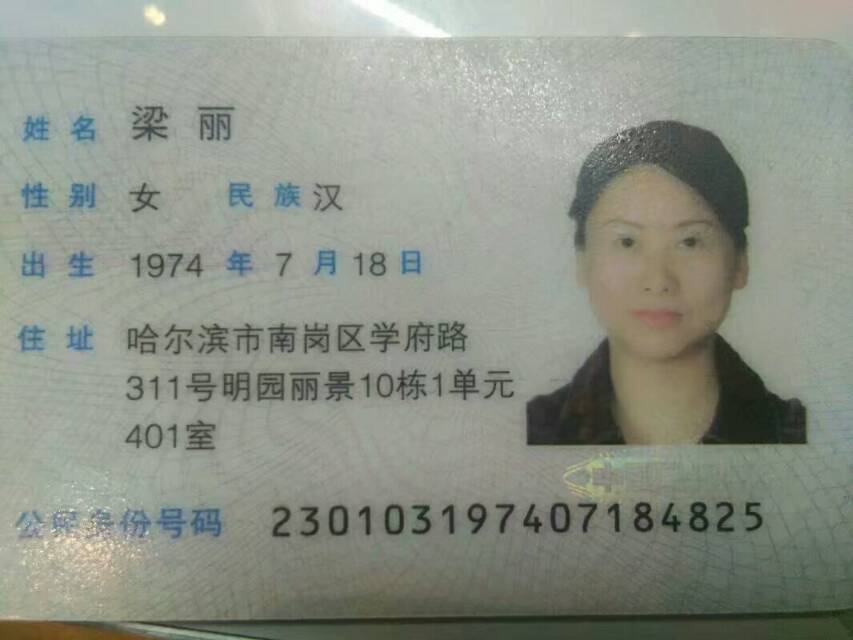 姓名 梁丽
性别 女 民族 汉
出生 1974 年 7 月 18 日
住址 哈尔滨市南岗区学府路
311号明园丽景10栋1单元
401室
公民身份号码 230103197407184825